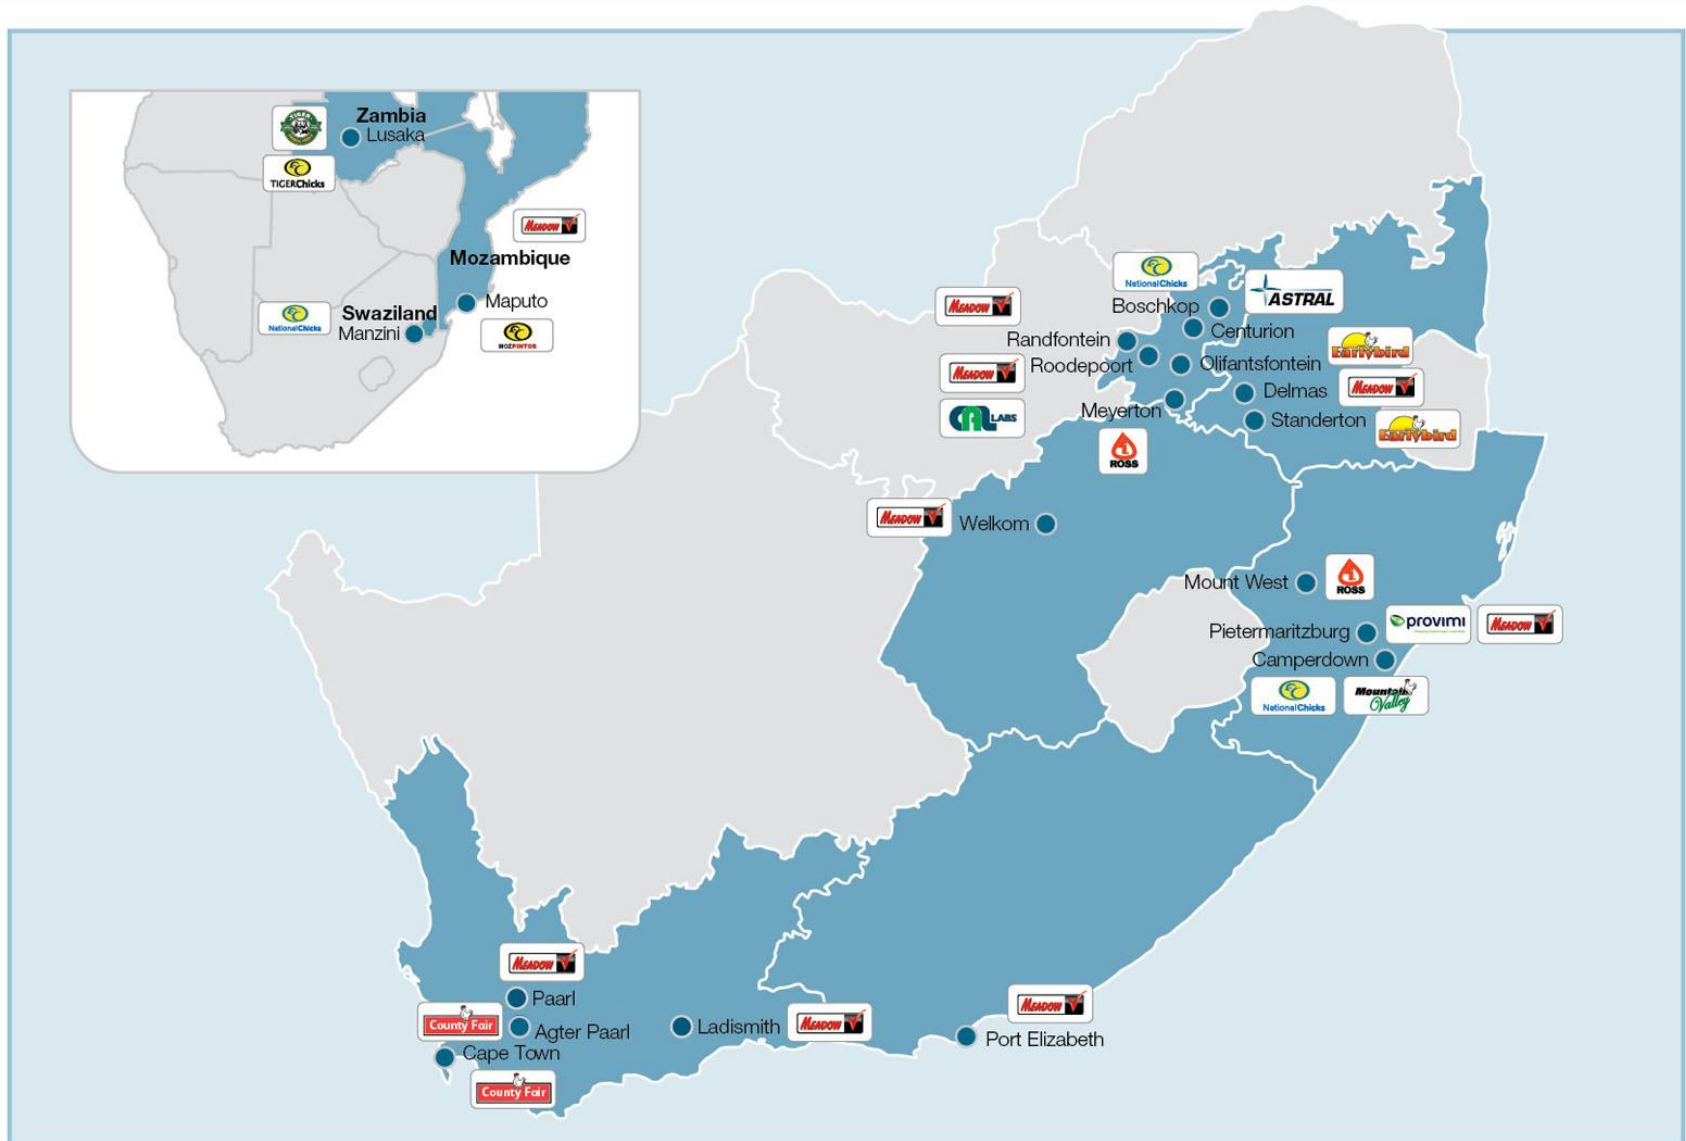 Zambia
Lusaka
TIGER
TIGERChicks
MEADOW
Mozambique
Maputo
MOZPINTOS
Swaziland
Manzini
NationalChicks
NationalChicks
Boschkop
ASTRAL
Centurion
MEADOW
Randfontein
Roodepoort
Olifantsfontein
Earlybird
MEADOW
Delmas
MEADOW
CAL LABS
Meyerton
Standerton
Earlybird
ROSS
MEADOW
Welkom
Mount West
ROSS
Pietermaritzburg
provimi
MEADOW
Camperdown
NationalChicks
Mountain Valley
MEADOW
Paarl
County Fair
Agter Paarl
Cape Town
County Fair
Ladismith
MEADOW
MEADOW
Port Elizabeth